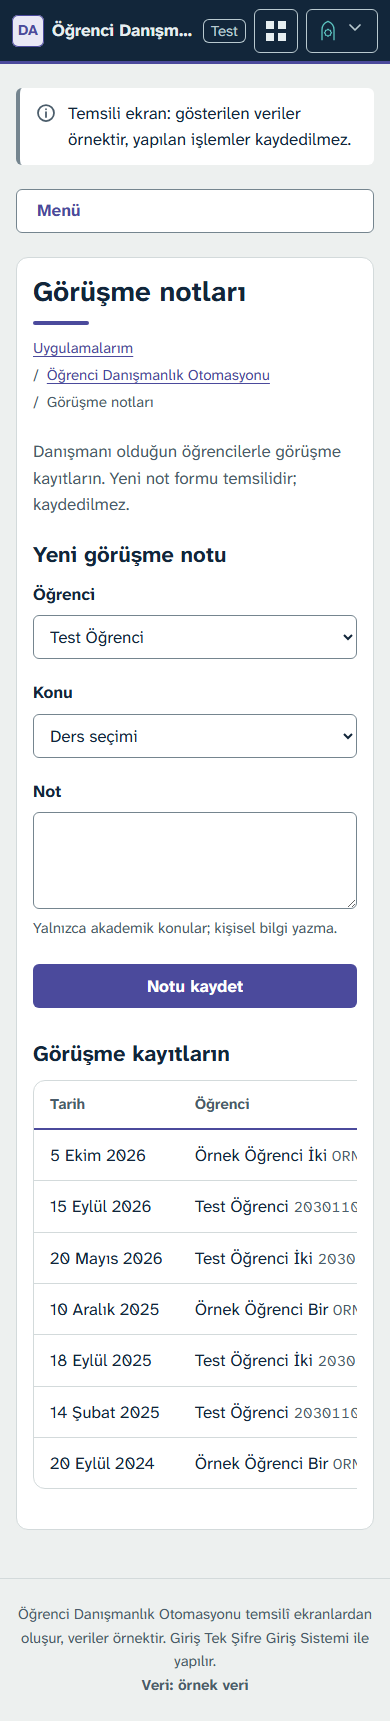 DA Öğrenci Danışm... Test
Temsili ekran: gösterilen veriler
örnektir, yapılan işlemler kaydedilmez.
Menü
Görüşme notları
Uygulamalarım
/ Öğrenci Danışmanlık Otomasyonu
/ Görüşme notları
Danışmanı olduğun öğrencilerle görüşme
kayıtların. Yeni not formu temsilidir;
kaydedilmez.
Yeni görüşme notu
Öğrenci
Test Öğrenci
Konu
Ders seçimi
Not
Yalnızca akademik konular; kişisel bilgi yazma.
Notu kaydet
Görüşme kayıtların
Tarih Öğrenci
5 Ekim 2026 Örnek Öğrenci İki
15 Eylül 2026 Test Öğrenci 2030110
20 Mayıs 2026 Test Öğrenci İki 2030
10 Aralık 2025 Örnek Öğrenci Bir
18 Eylül 2025 Test Öğrenci İki 2030
14 Şubat 2025 Test Öğrenci 2030110
20 Eylül 2024 Örnek Öğrenci Bir
Öğrenci Danışmanlık Otomasyonu temsilî ekranlardan
oluşur, veriler örnektir. Giriş Tek Şifre Giriş Sistemi ile
yapılır.
Veri: örnek veri